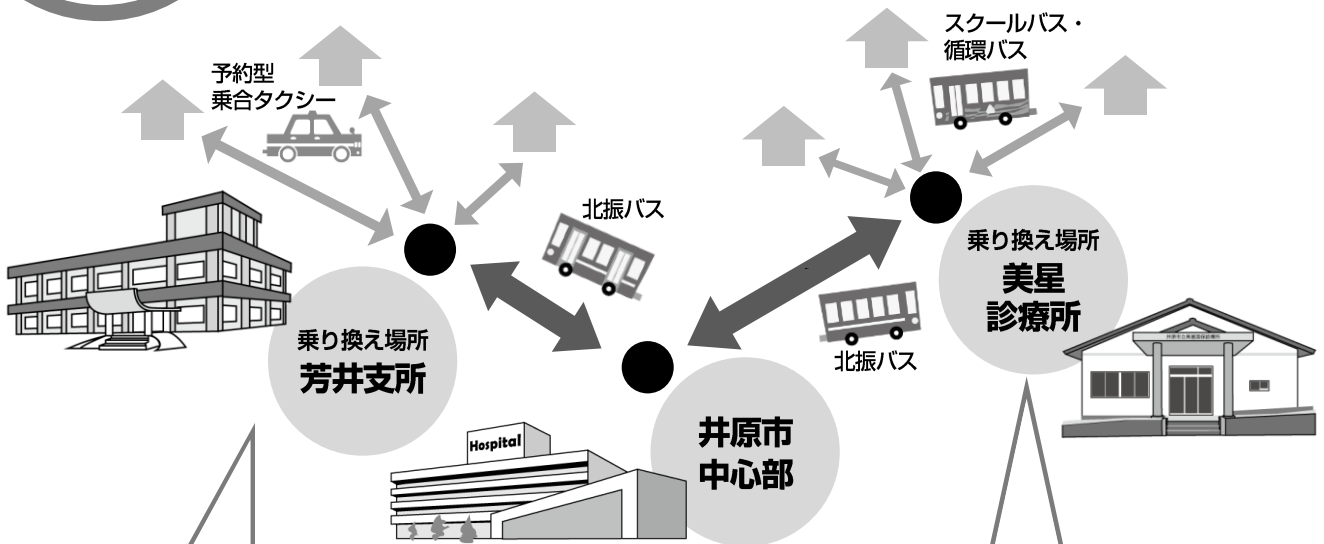 予約型
乗合タクシー
スクールバス・
循環バス
北振バス
乗り換え場所
芳井支所
乗り換え場所
美星
診療所
北振バス
Hospital
井原市
中心部